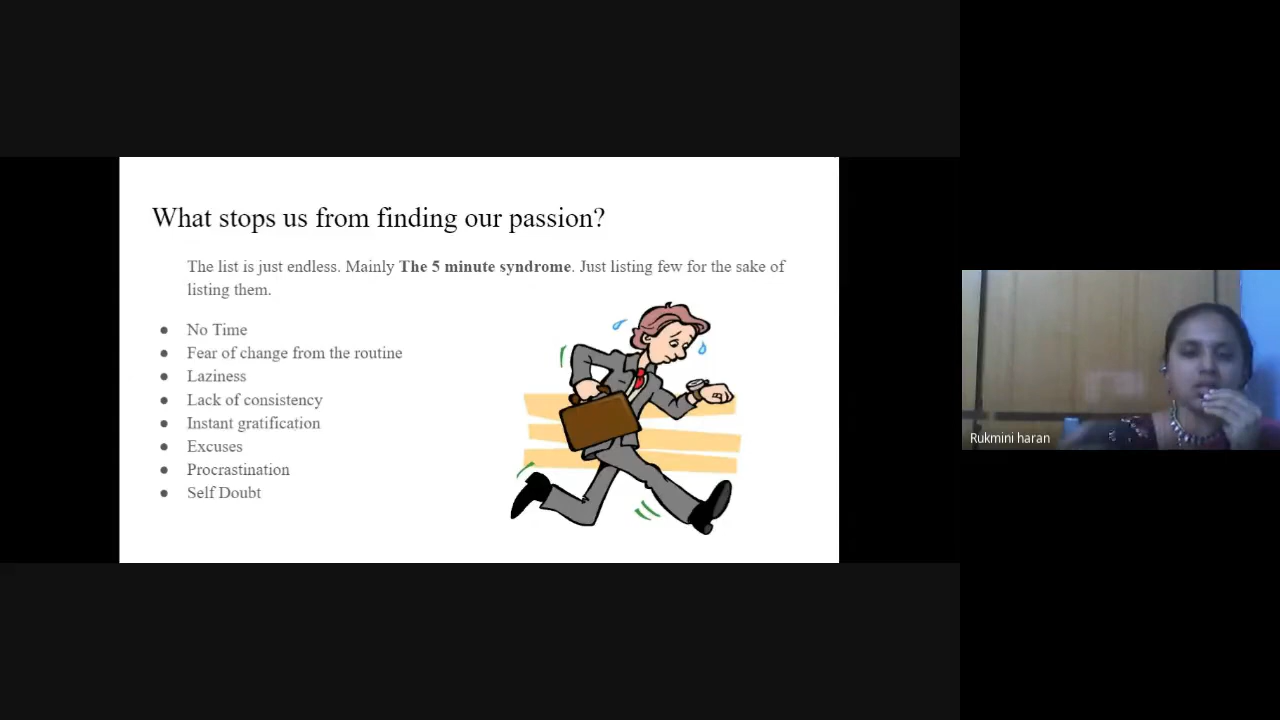 What stops us from finding our passion?
The list is just endless. Mainly The 5 minute syndrome. Just listing few for the sake of
listing them.
● No Time
● Fear of change from the routine
● Laziness
● Lack of consistency
● Instant gratification
● Excuses
● Procrastination
● Self Doubt
Rukmini haran